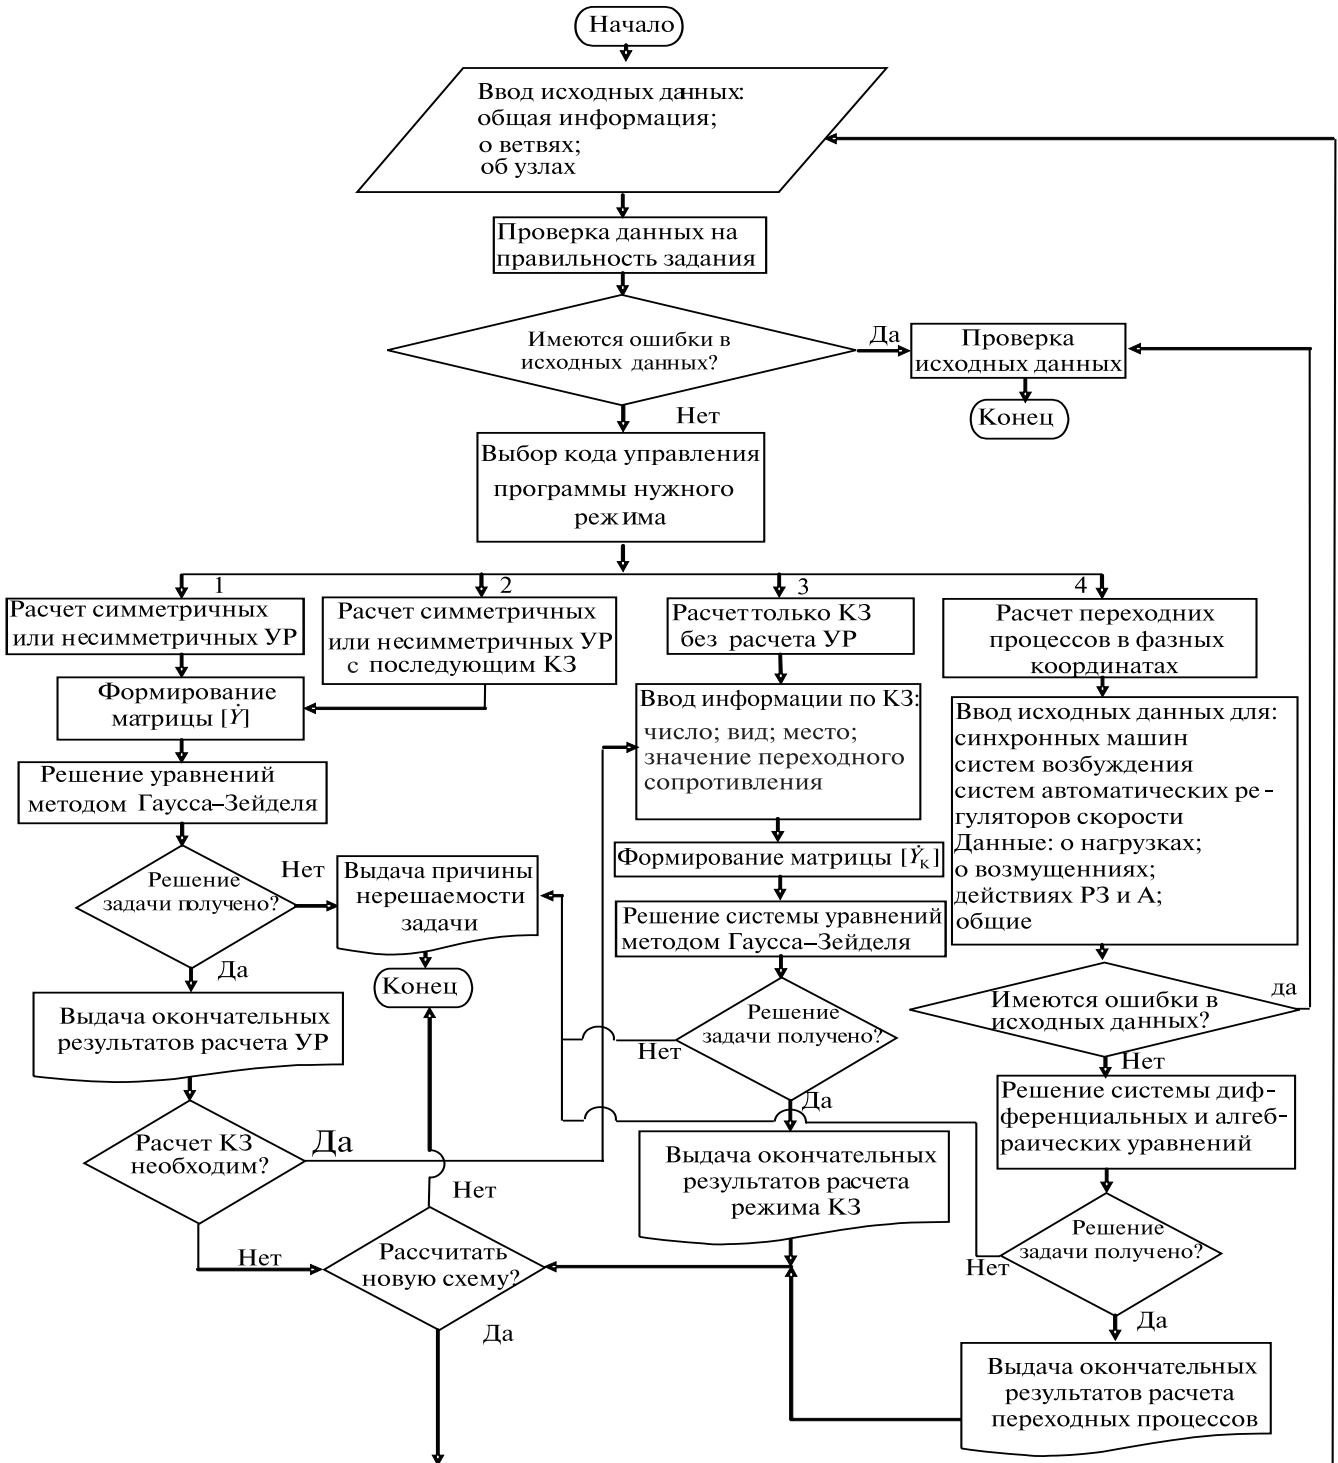 Начало
Ввод исходных данных:
общая информация;
о ветвях;
об узлах
Проверка данных на
правильность задания
Имеются ошибки в
исходных данных?
Да
Проверка
исходных данных
Конец
Нет
Выбор кода управления
программы нужного
режима
1
2
3
4
Расчет симметричных
или несимметричных УР
Расчет симметричных
или несимметричных УР
с последующим КЗ
Расчет только КЗ
без расчета УР
Расчет переходних
процессов в фазных
координатах
Формирование
матрицы [Ẏ]
Ввод информации по КЗ:
число; вид; место;
значение переходного
сопротивления
Ввод исходных данных для:
синхронных машин
систем возбуждения
систем автоматических ре-
гуляторов скорости
Данные: о нагрузках;
о возмущенниях;
действиях РЗ и А;
общие
Решение уравнений
методом Гаусса–Зейделя
Формирование матрицы [Ẏк]
Решение
задачи получено?
Нет
Выдача причины
нерешаемости
задачи
Решение системы уравнений
методом Гаусса–Зейделя
Да
Конец
Имеются ошибки в
исходных данных?
да
Выдача окончательных
результатов расчета УР
Решение
задачи получено?
Нет
Нет
Да
Решение системы диф-
ференциальных и алгеб-
раических уравнений
Расчет КЗ
необходим?
Да
Выдача окончательных
результатов расчета
режима КЗ
Нет
Решение
задачи получено?
Нет
Нет
Рассчитать
новую схему?
Да
Да
Выдача окончательных
результатов расчета
переходных процессов